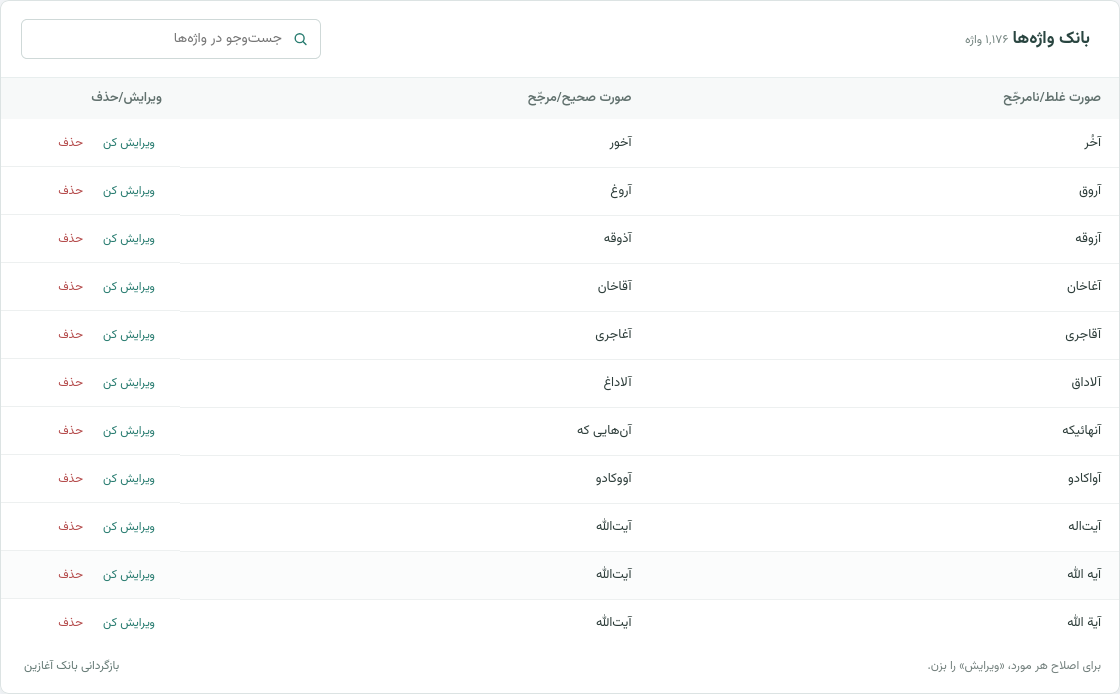 بانک واژه‌ها ۱٬۱۷۶ واژه
جست‌وجو در واژه‌ها
صورت غلط/نامرجّح صورت صحیح/مرجّح ویرایش/حذف
آخُر آخور ویرایش کن حذف
آروق آروغ ویرایش کن حذف
آزوقه آذوقه ویرایش کن حذف
آغاخان آقاخان ویرایش کن حذف
آقاجری آغاجری ویرایش کن حذف
آلاداق آلاداغ ویرایش کن حذف
آنهائیکه آن‌هایی که ویرایش کن حذف
آواکادو آووکادو ویرایش کن حذف
آیت‌اله آیت‌الله ویرایش کن حذف
آیه الله آیت‌الله ویرایش کن حذف
آیة الله آیت‌الله ویرایش کن حذف
برای اصلاح هر مورد، «ویرایش» را بزن.
بازگردانی بانک آغازین